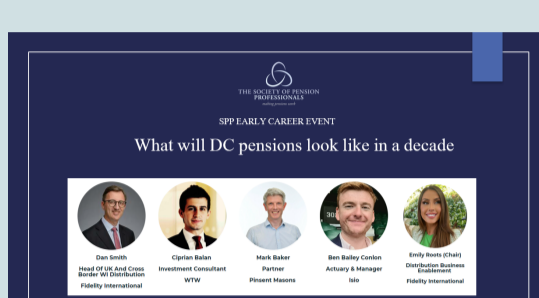 THE SOCIETY OF PENSION
PROFESSIONALS
making pensions work
SPP EARLY CAREER EVENT
What will DC pensions look like in a decade
Dan Smith
Head Of UK And Cross
Border WI Distribution
Fidelity International
Ciprian Balan
Investment Consultant
WTW
Mark Baker
Partner
Pinsent Masons
Ben Bailey Conlon
Actuary & Manager
Isio
Emily Roots (Chair)
Distribution Business
Enablement
Fidelity International